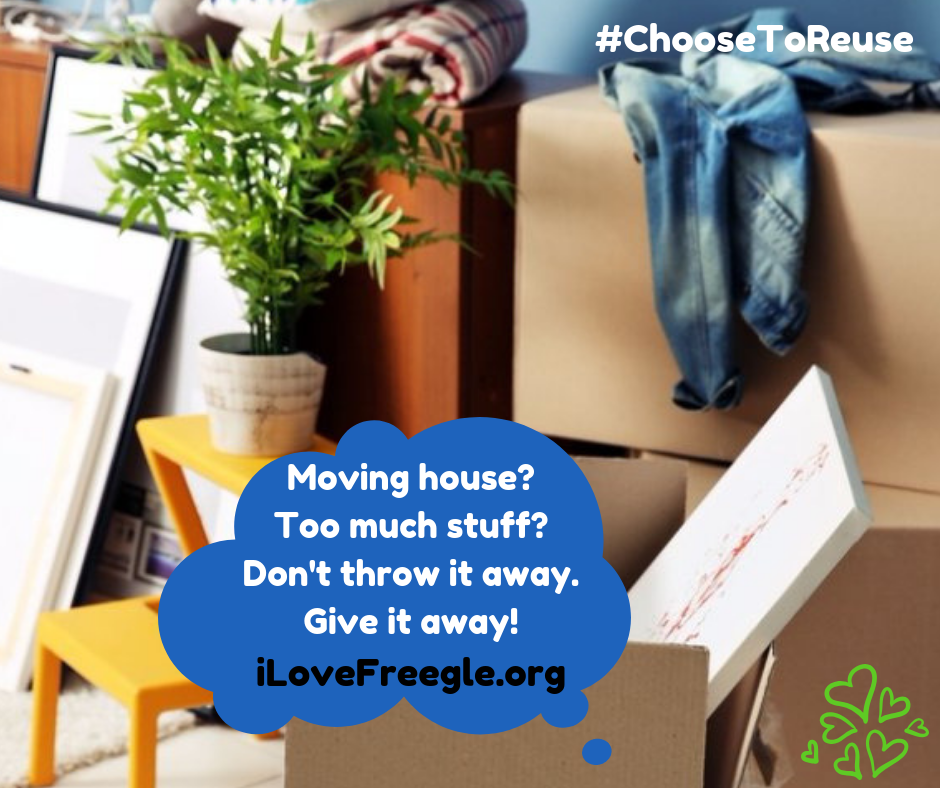 #ChooseToReuse
Moving house?
Too much stuff?
Don't throw it away.
Give it away!
iLoveFreegle.org